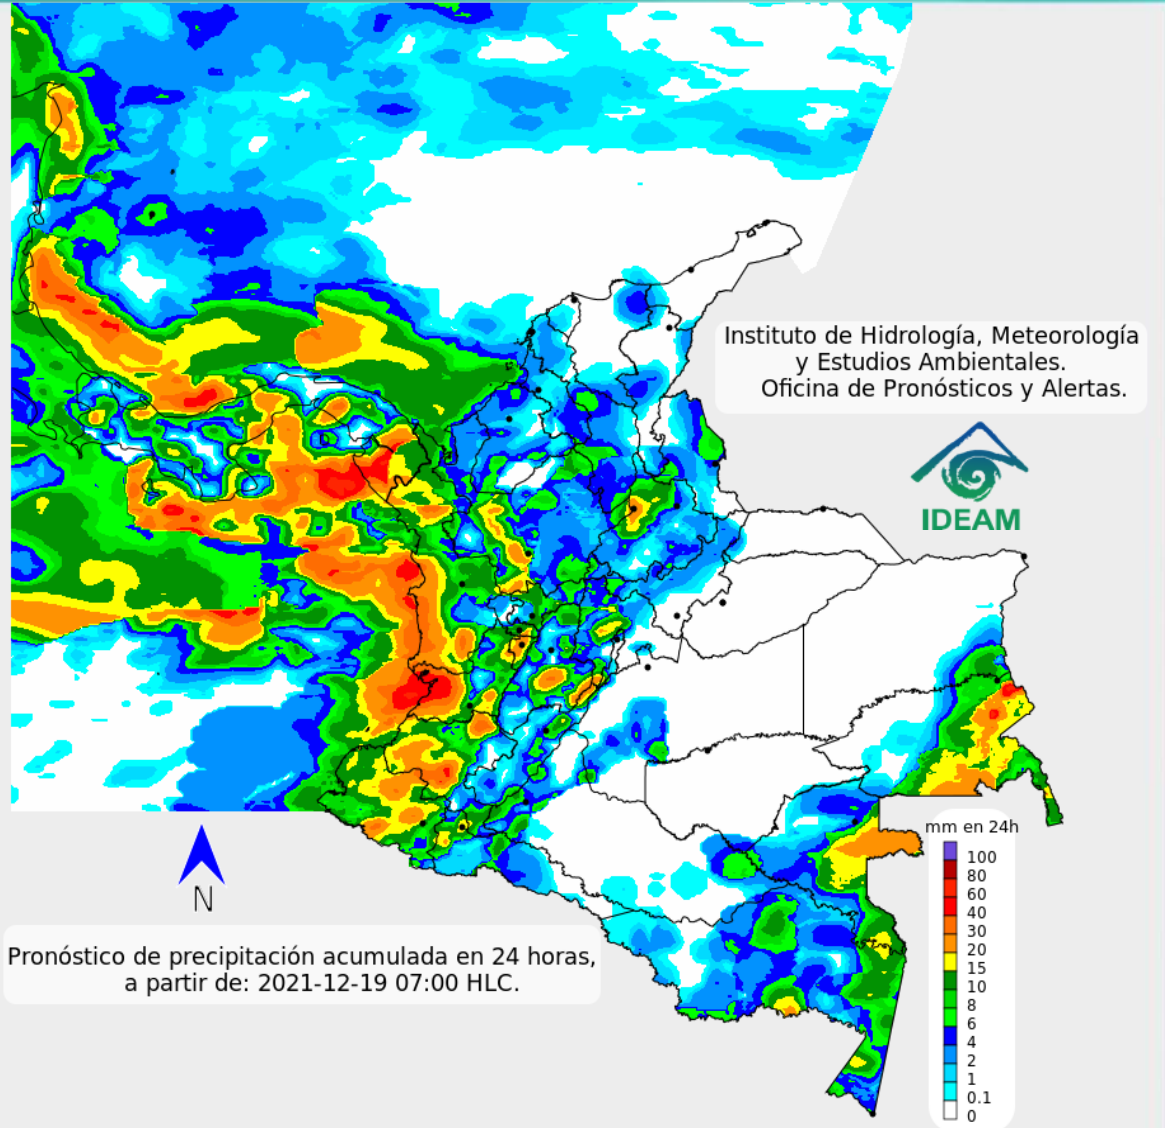 Instituto de Hidrología, Meteorología
y Estudios Ambientales.
Oficina de Pronósticos y Alertas.
IDEAM
N
Pronóstico de precipitación acumulada en 24 horas,
a partir de: 2021-12-19 07:00 HLC.
mm en 24h
100
80
60
40
30
20
15
10
8
6
4
2
1
0.1
0